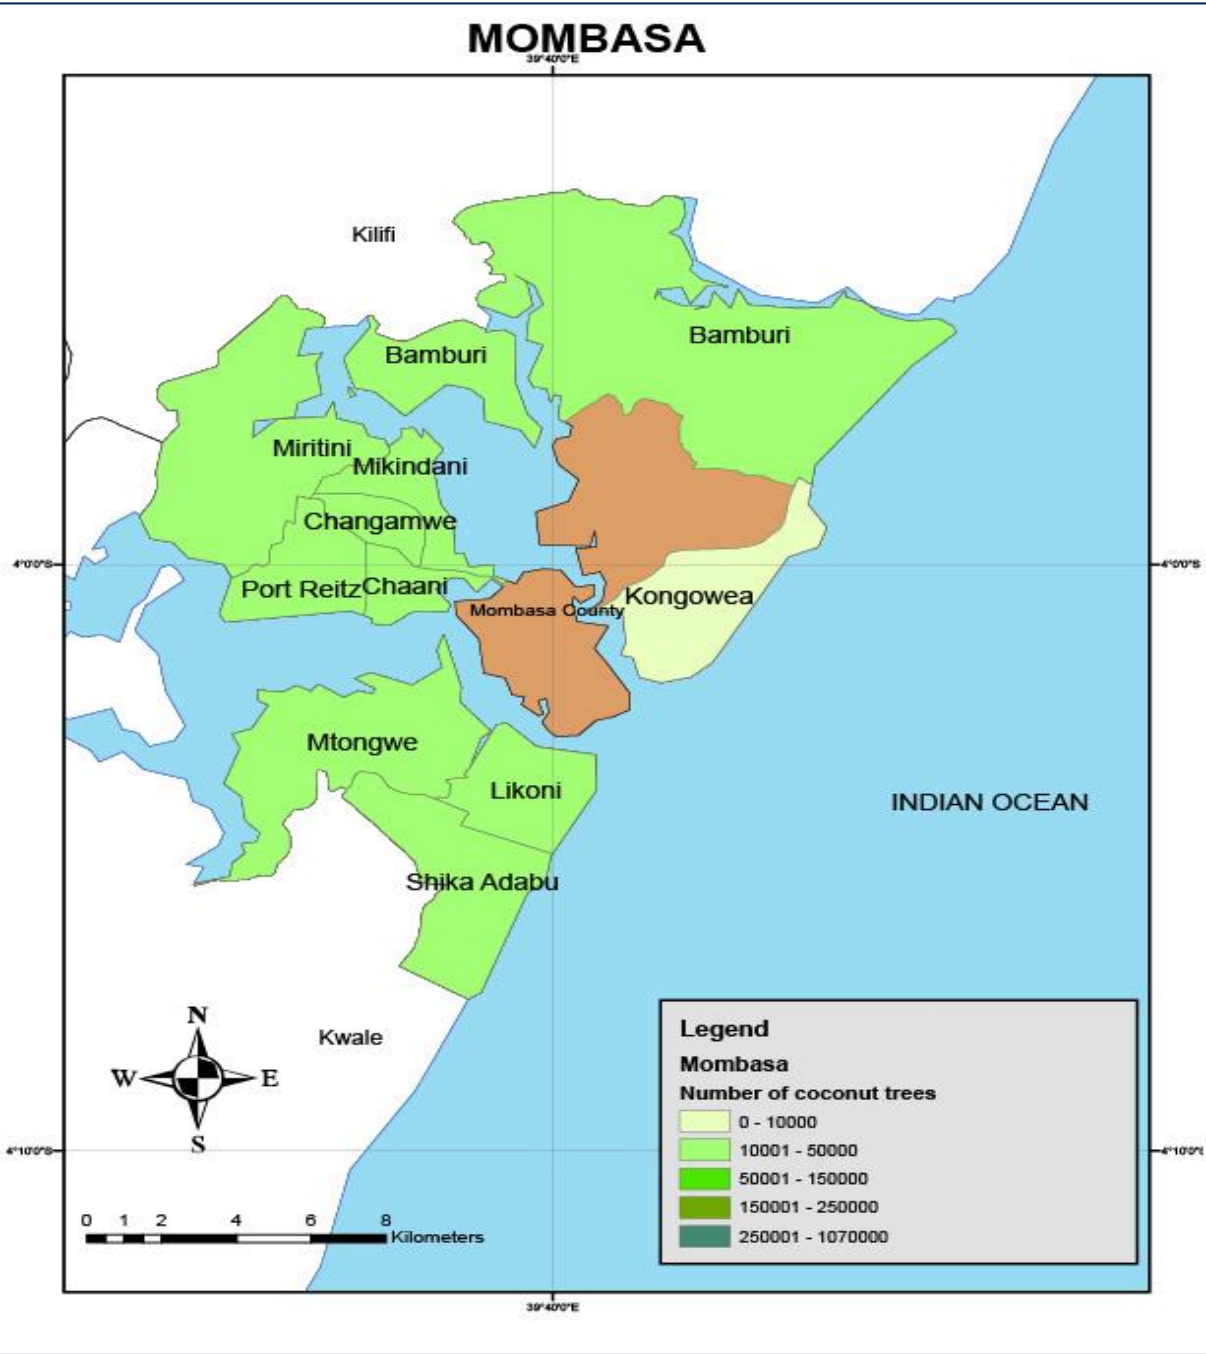 MOMBASA
39°40'0"E
Kilifi
Bamburi
Bamburi
Miritini
Mikindani
Changamwe
4°0'0"S
4°0'0"S
Port Reitz
Chaani
Kongowea
Mombasa County
Mtongwe
Likoni
INDIAN OCEAN
Shika Adabu
Kwale
N
W
E
S
Legend
Mombasa
Number of coconut trees
0 - 10000
10001 - 50000
50001 - 150000
150001 - 250000
250001 - 1070000
4°10'0"S
4°10'0"S
0 1 2 4 6 8
Kilometers
39°40'0"E